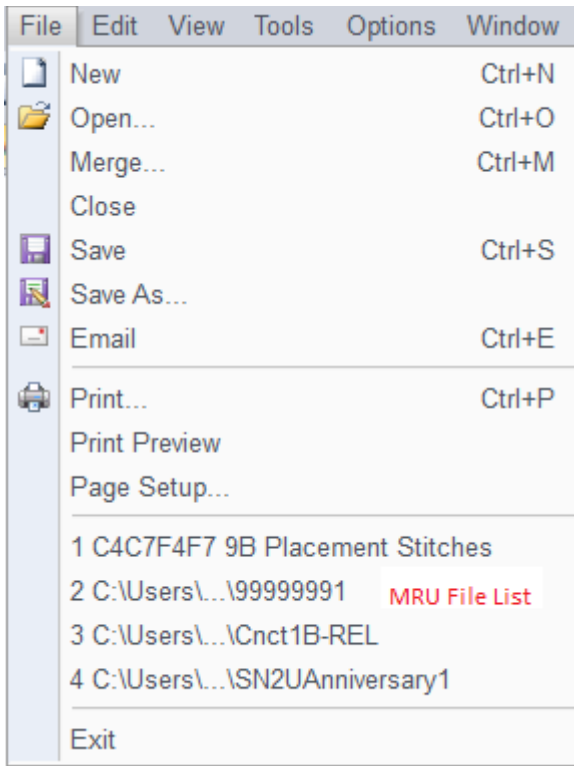 File Edit View Tools Options Window
New Ctrl+N
Open... Ctrl+O
Merge... Ctrl+M
Close
Save Ctrl+S
Save As...
Email Ctrl+E
Print... Ctrl+P
Print Preview
Page Setup...
1 C4C7F4F7 9B Placement Stitches
2 C:\Users\...\99999991 MRU File List
3 C:\Users\...\Cnct1B-REL
4 C:\Users\...\SN2UAnniversary1
Exit